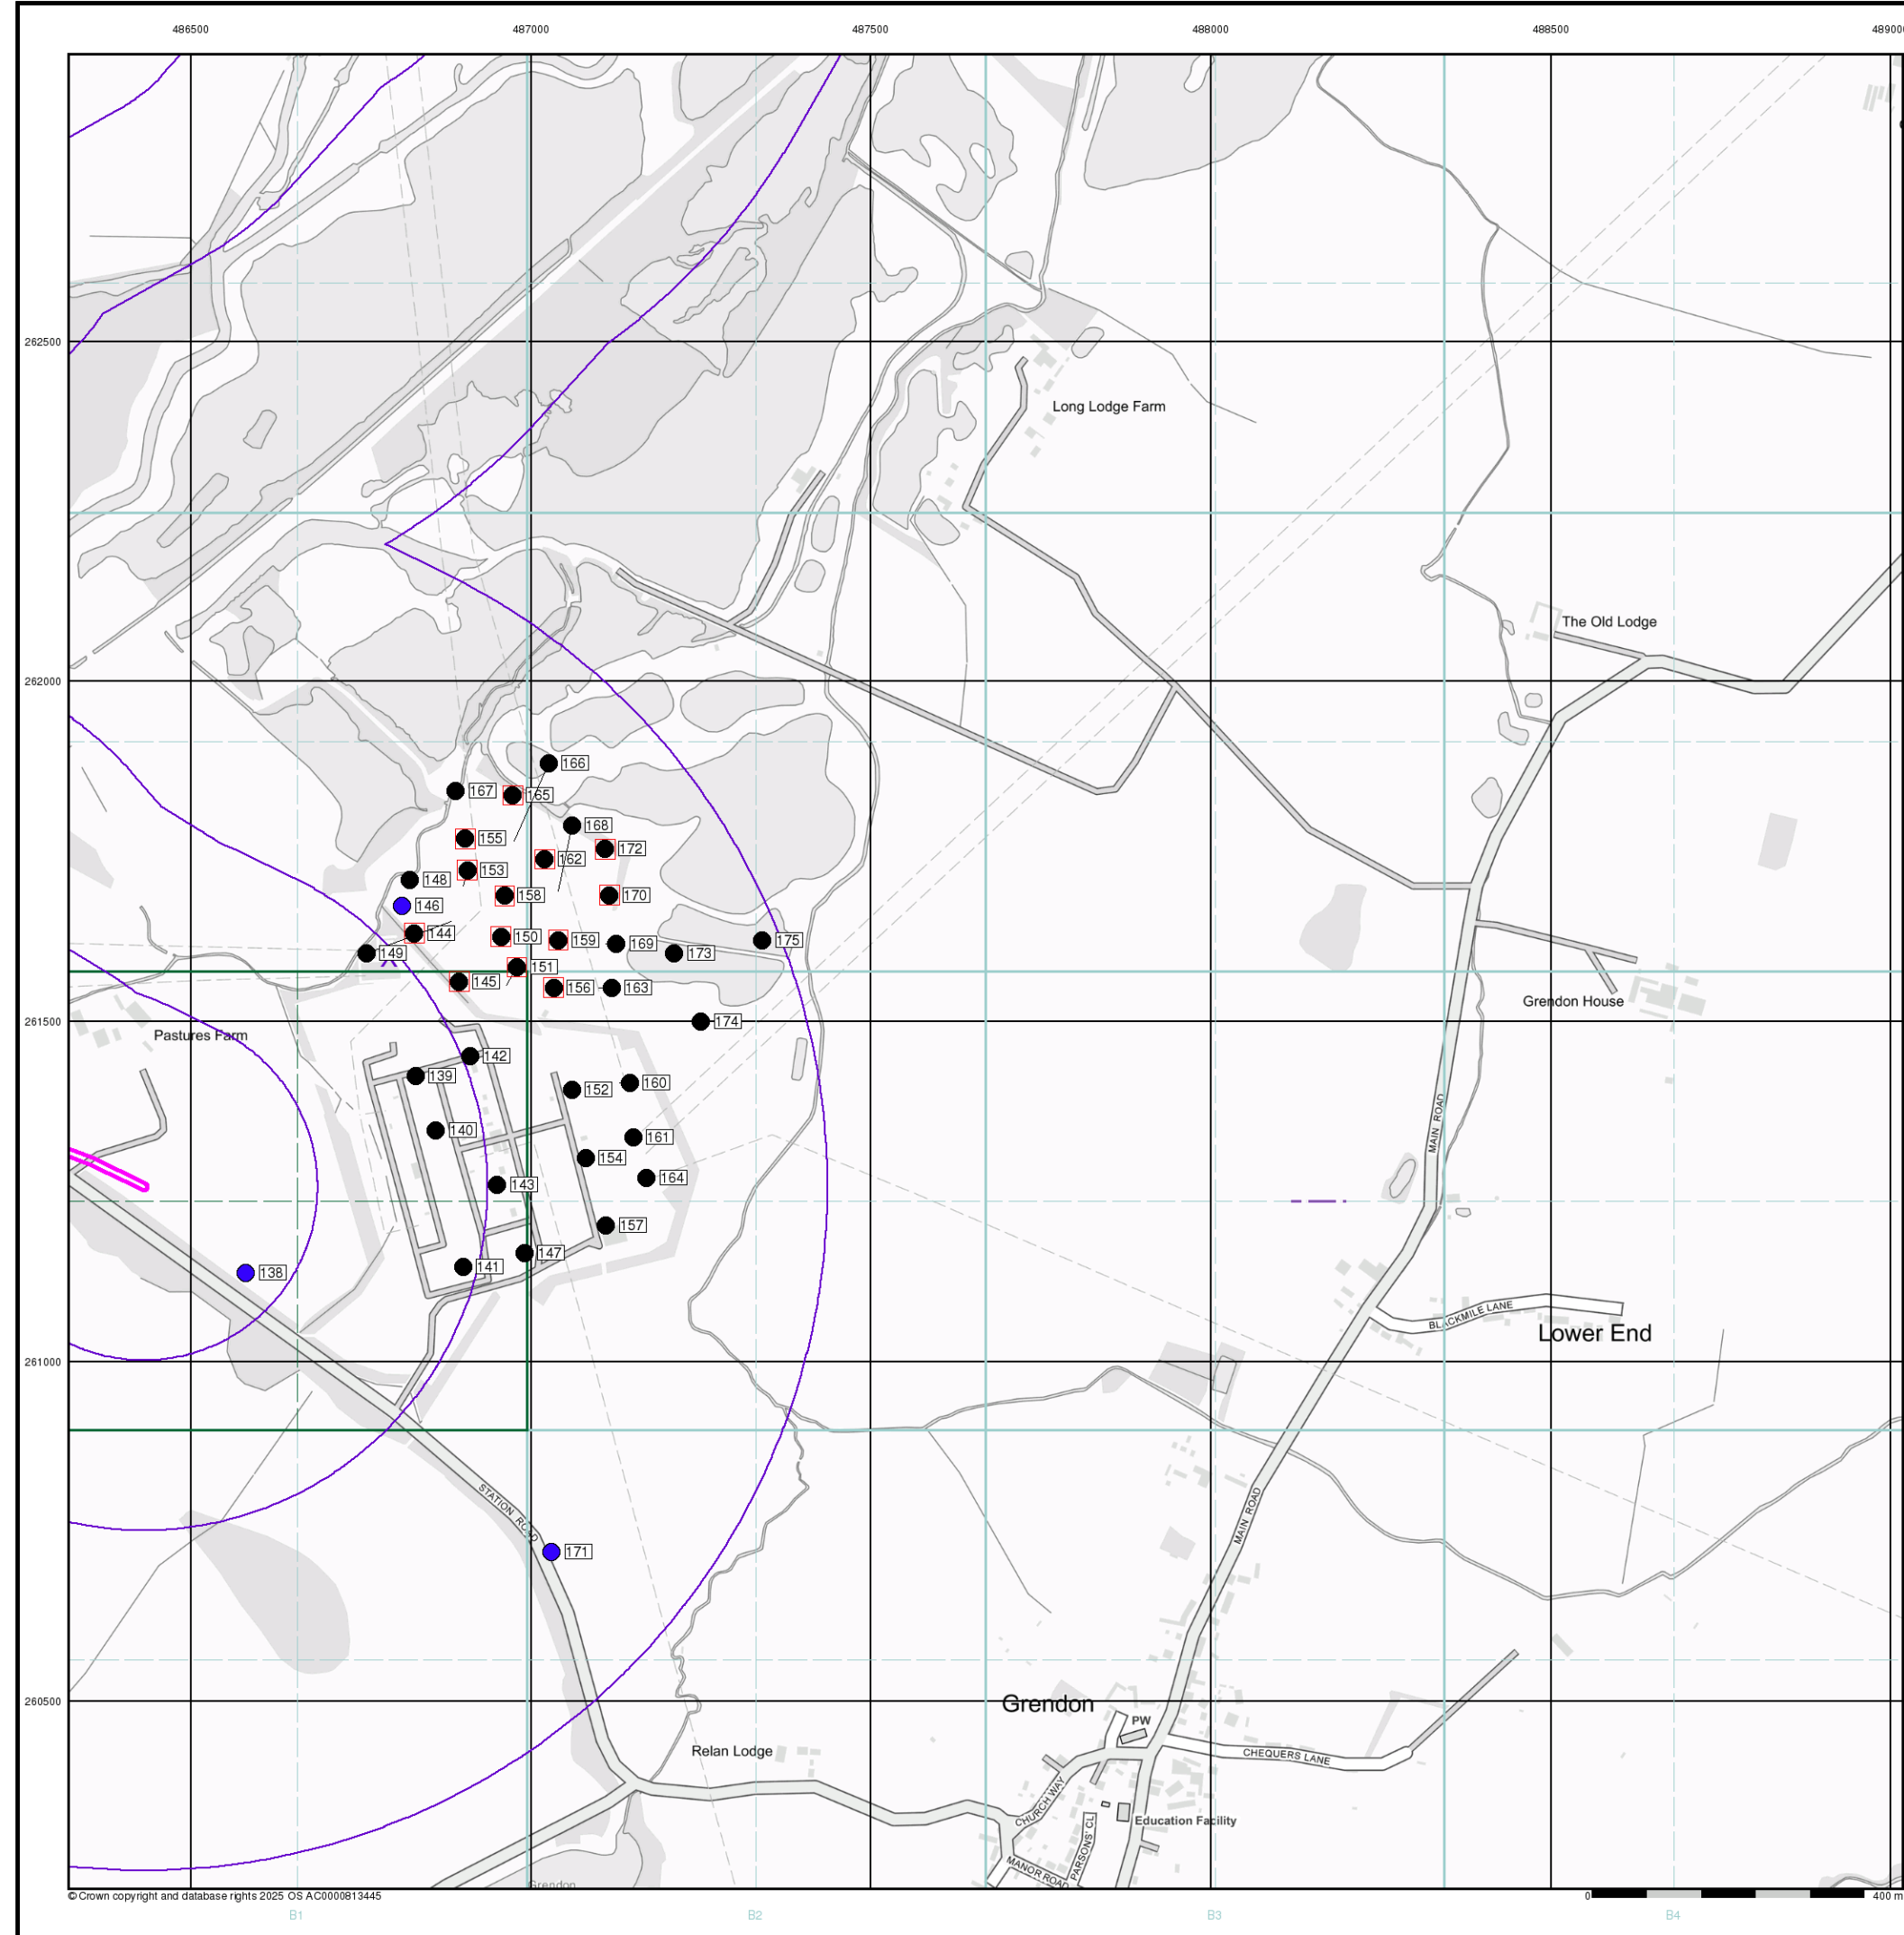 486500 487000 487500 488000 488500
262500
Long Lodge Farm
262000
The Old Lodge
166
167
165
155
168
172
162
153
148
158
170
146
144
150
159
169
175
149
173
151
145
156
163
Grendon House
261500
174
Pastures Farm
142
139
160
152
MAIN ROAD
140
161
154
164
143
157
147
141
138
BLACKMILE LANE
Lower End
261000
STATION ROAD
MAIN ROAD
171
260500
Grendon
PW
Relan Lodge
CHEQUERS LANE
CHURCH WAY
Education Facility
PARSONS' CL
MANOR ROAD
Grendon
© Crown copyright and database rights 2025 OS AC0000813445
0 400 m
B1 B2 B3 B4